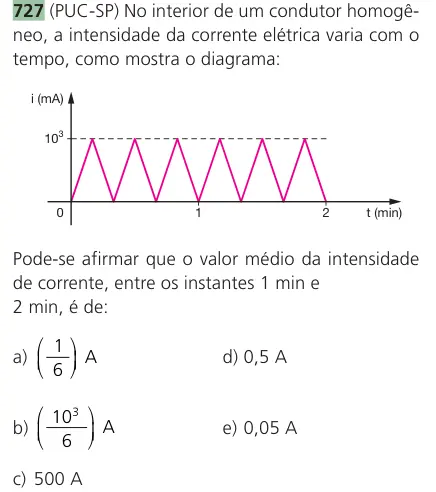 727 (PUC-SP) No interior de um condutor homogê-
neo, a intensidade da corrente elétrica varia com o
tempo, como mostra o diagrama:
i (mA)
10³
0 1 2 t (min)
Pode-se afirmar que o valor médio da intensidade
de corrente, entre os instantes 1 min e
2 min, é de:
a) (1/6) A d) 0,5 A
b) (10³/6) A e) 0,05 A
c) 500 A